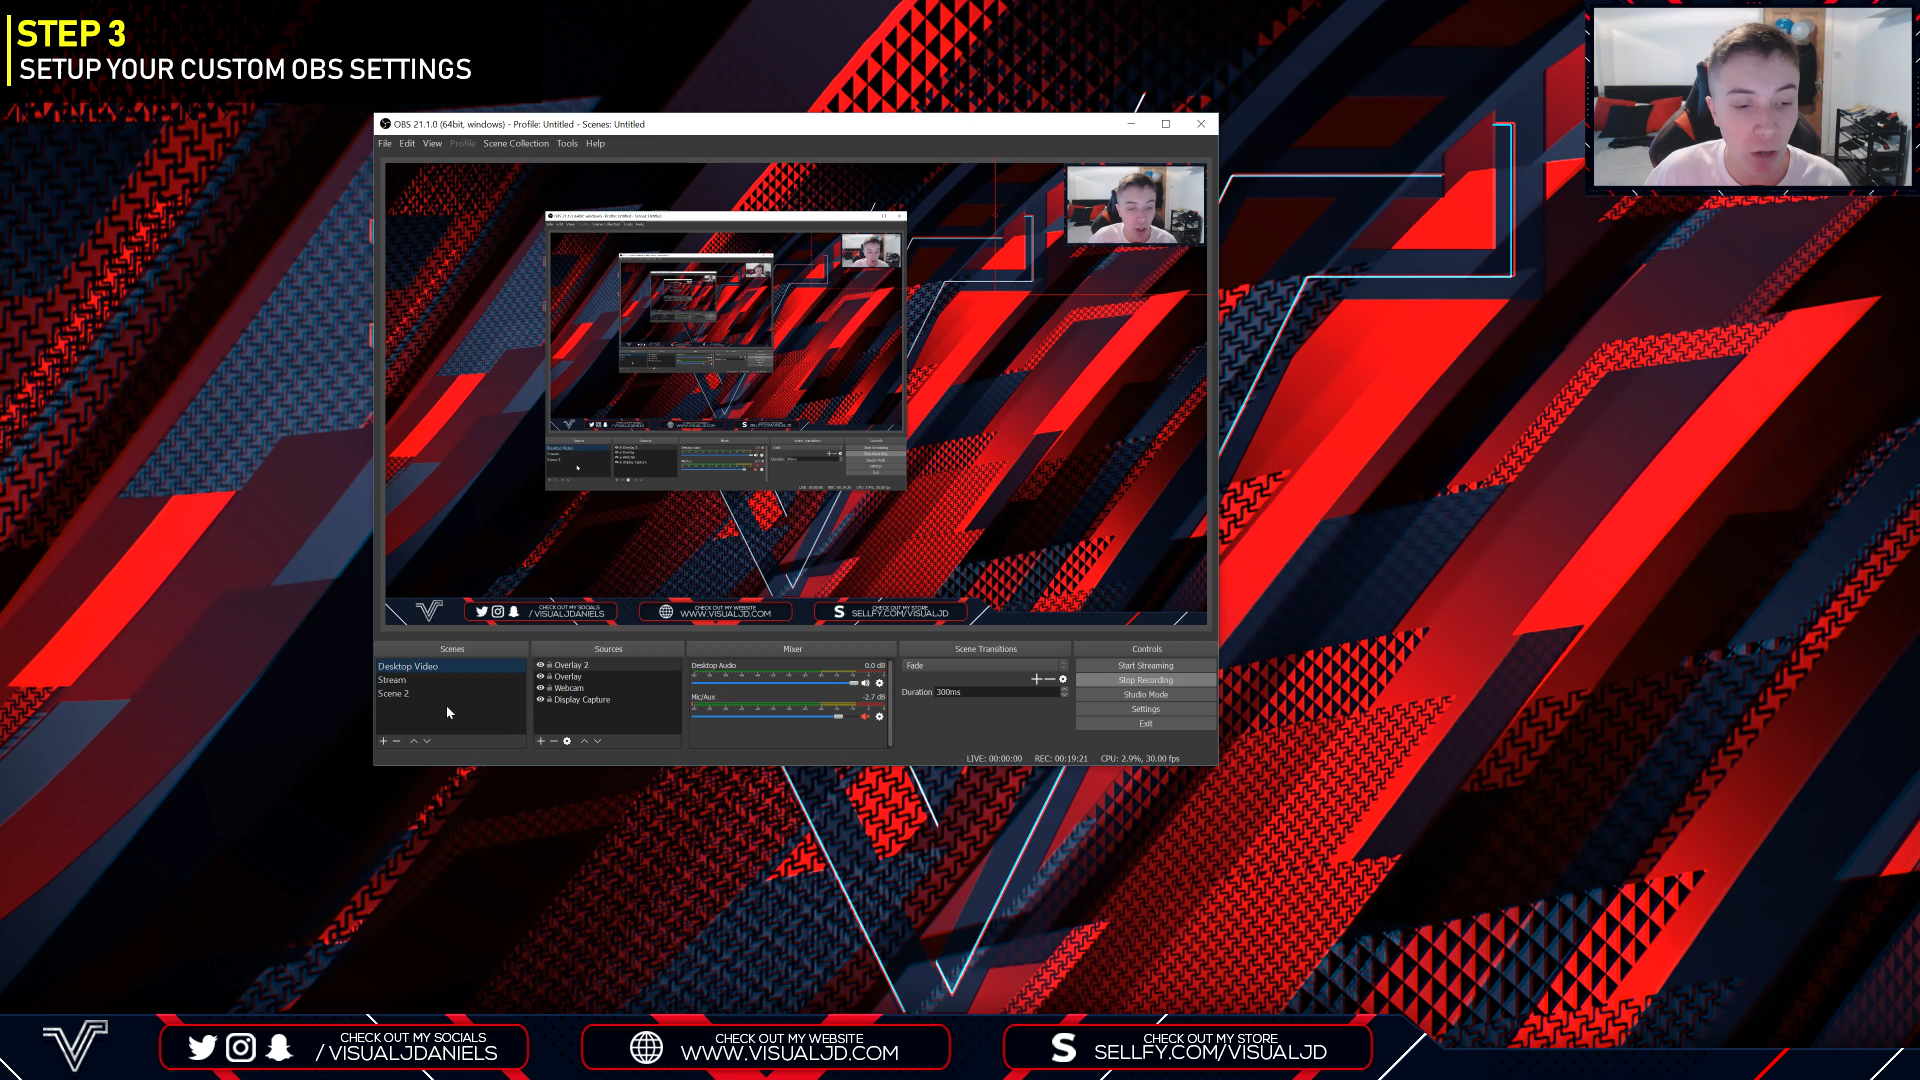 STEP 3
SETUP YOUR CUSTOM OBS SETTINGS
OBS 21.1.0 (64bit, windows) - Profile: Untitled - Scenes: Untitled
File Edit View Profile Scene Collection Tools Help
CHECK OUT MY SOCIALS
/VISUALJDANIELS
CHECK OUT MY WEBSITE
WWW.VISUALJD.COM
CHECK OUT MY STORE
S SELLFY.COM/VISUALJD
Scenes
Desktop Video
Stream
Scene 2
Sources
Overlay 2
Overlay
Webcam
Display Capture
Mixer
Desktop Audio 0.0 dB
Mic/Aux -2.7 dB
Scene Transitions
Fade
Duration 300ms
Controls
Start Streaming
Stop Recording
Studio Mode
Settings
Exit
LIVE: 00:00:00 REC: 00:19:21 CPU: 2.9%, 30.00 fps
CHECK OUT MY SOCIALS
/VISUALJDANIELS
CHECK OUT MY WEBSITE
WWW.VISUALJD.COM
CHECK OUT MY STORE
S SELLFY.COM/VISUALJD